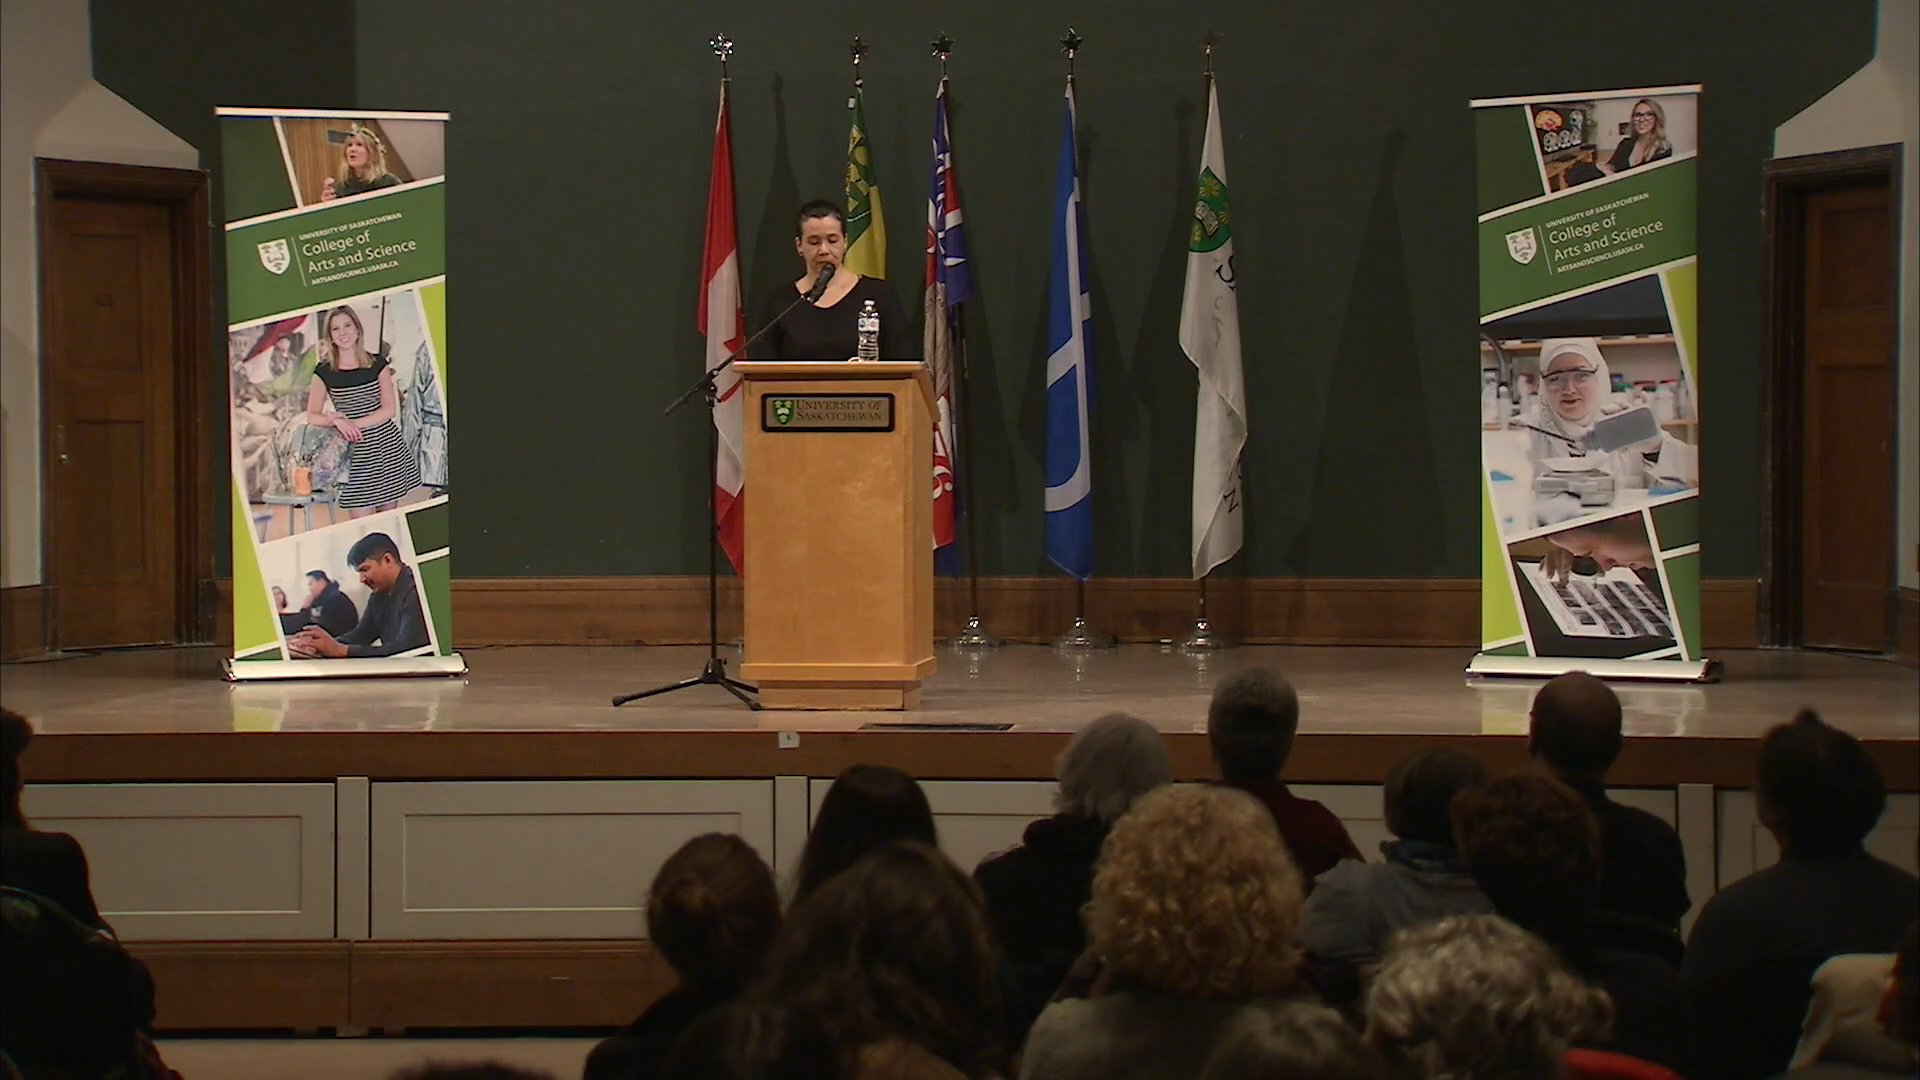 UNIVERSITY OF SASKATCHEWAN
College of
Arts and Science
ARTSANDSCIENCE.USASK.CA
UNIVERSITY OF
SASKATCHEWAN
UNIVERSITY OF SASKATCHEWAN
College of
Arts and Science
ARTSANDSCIENCE.USASK.CA